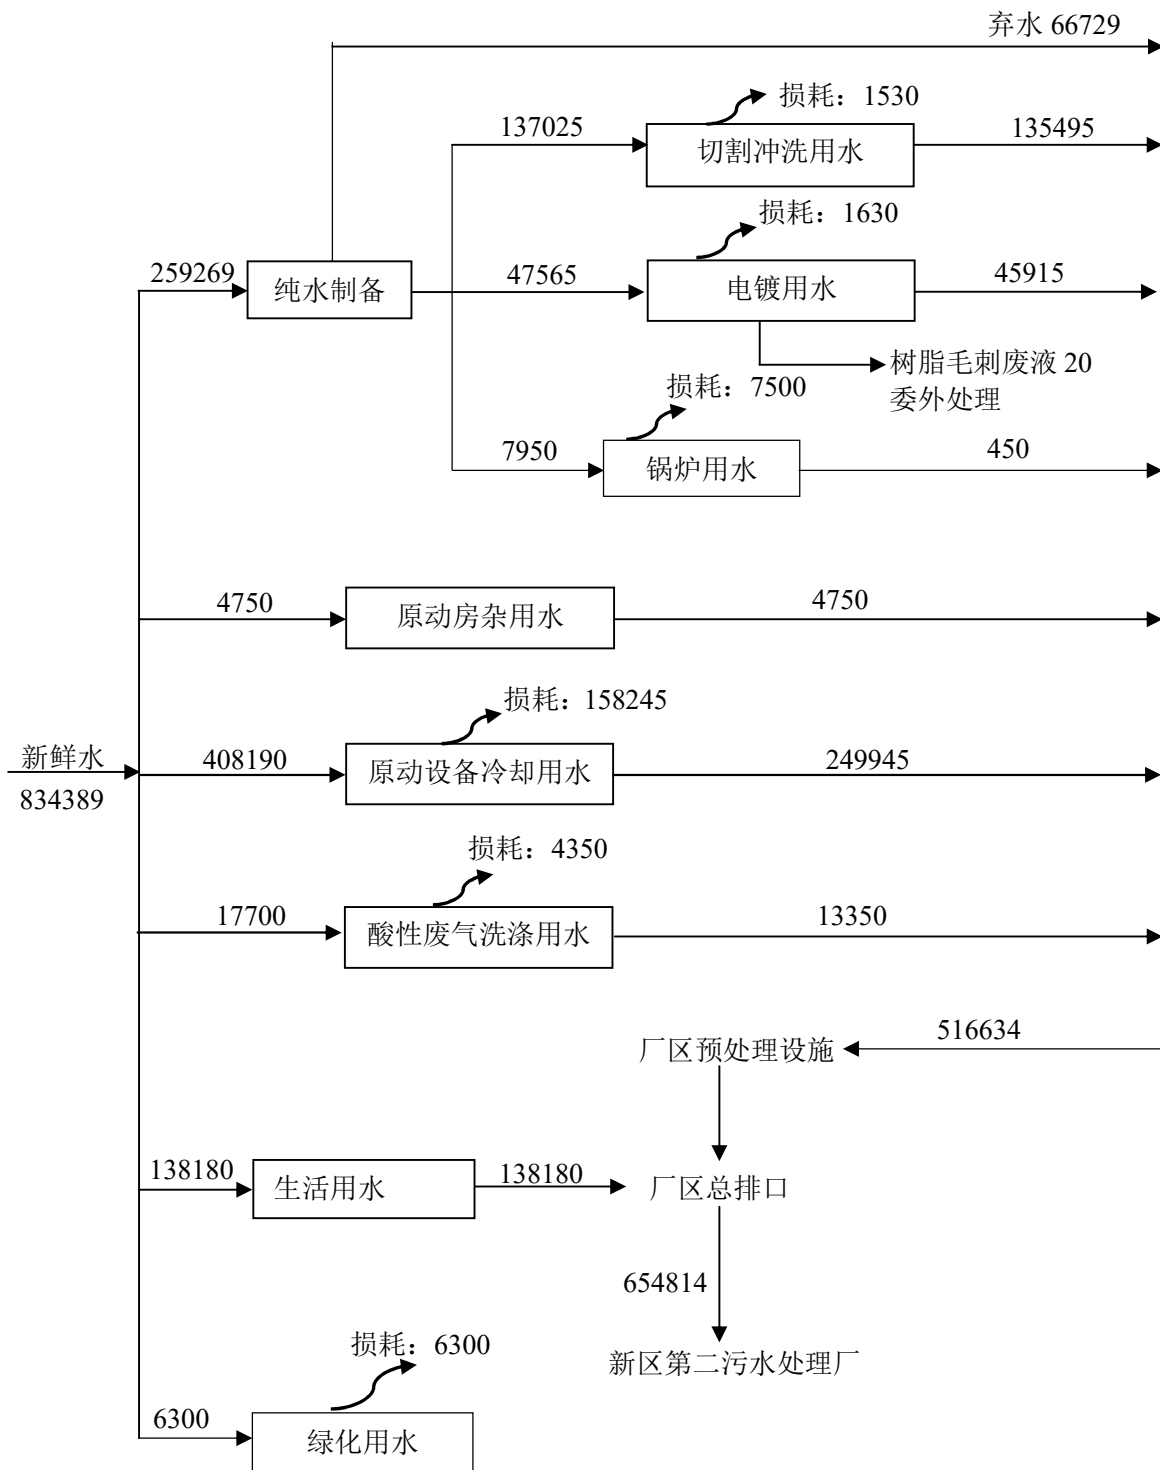 弃水 66729
损耗：1530
137025
切割冲洗用水
135495
损耗：1630
259269
纯水制备
47565
电镀用水
45915
树脂毛刺废液 20
委外处理
损耗：7500
7950
锅炉用水
450
4750
原动房杂用水
4750
损耗：158245
新鲜水
834389
408190
原动设备冷却用水
249945
损耗：4350
17700
酸性废气洗涤用水
13350
516634
厂区预处理设施
138180
生活用水
138180
厂区总排口
654814
新区第二污水处理厂
损耗：6300
6300
绿化用水